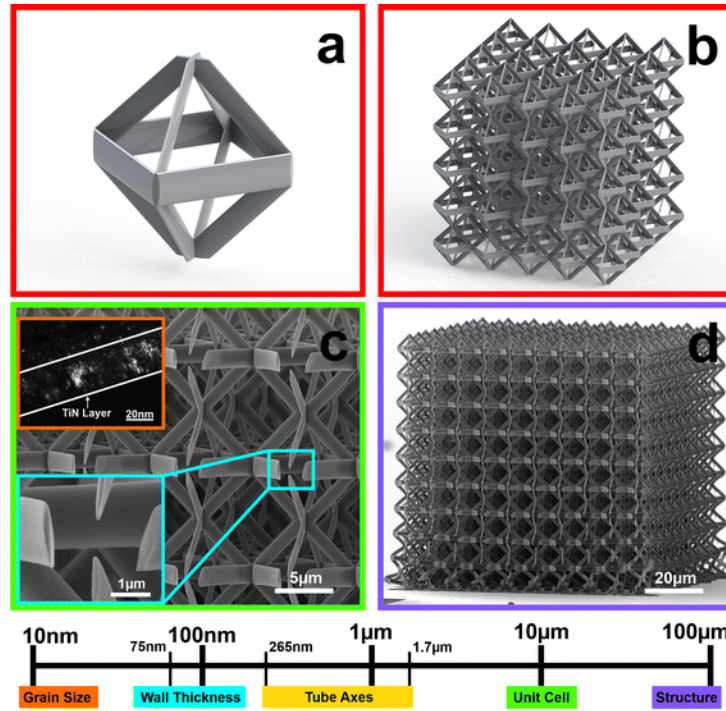 a
b
c
TiN Layer
20nm
1µm
5µm
d
20µm
10nm
75nm
100nm
265nm
1µm
1.7µm
10µm
100µm
Grain Size
Wall Thickness
Tube Axes
Unit Cell
Structure